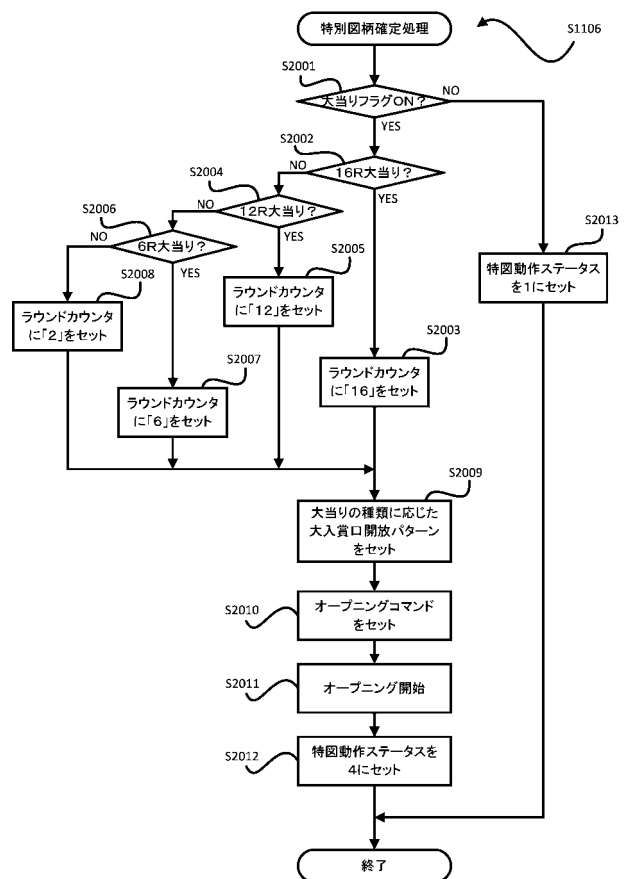 特別図柄確定処理
S1106
S2001
大当りフラグON？
NO
YES
S2002
16R大当り？
NO
YES
S2004
12R大当り？
NO
YES
S2006
6R大当り？
NO
YES
S2013
特図動作ステータス
を1にセット
S2005
ラウンドカウンタ
に「12」をセット
S2008
ラウンドカウンタ
に「2」をセット
S2003
ラウンドカウンタ
に「16」をセット
S2007
ラウンドカウンタ
に「6」をセット
S2009
大当りの種類に応じた
大入賞口開放パターン
をセット
S2010
オープニングコマンド
をセット
S2011
オープニング開始
S2012
特図動作ステータスを
4にセット
終了